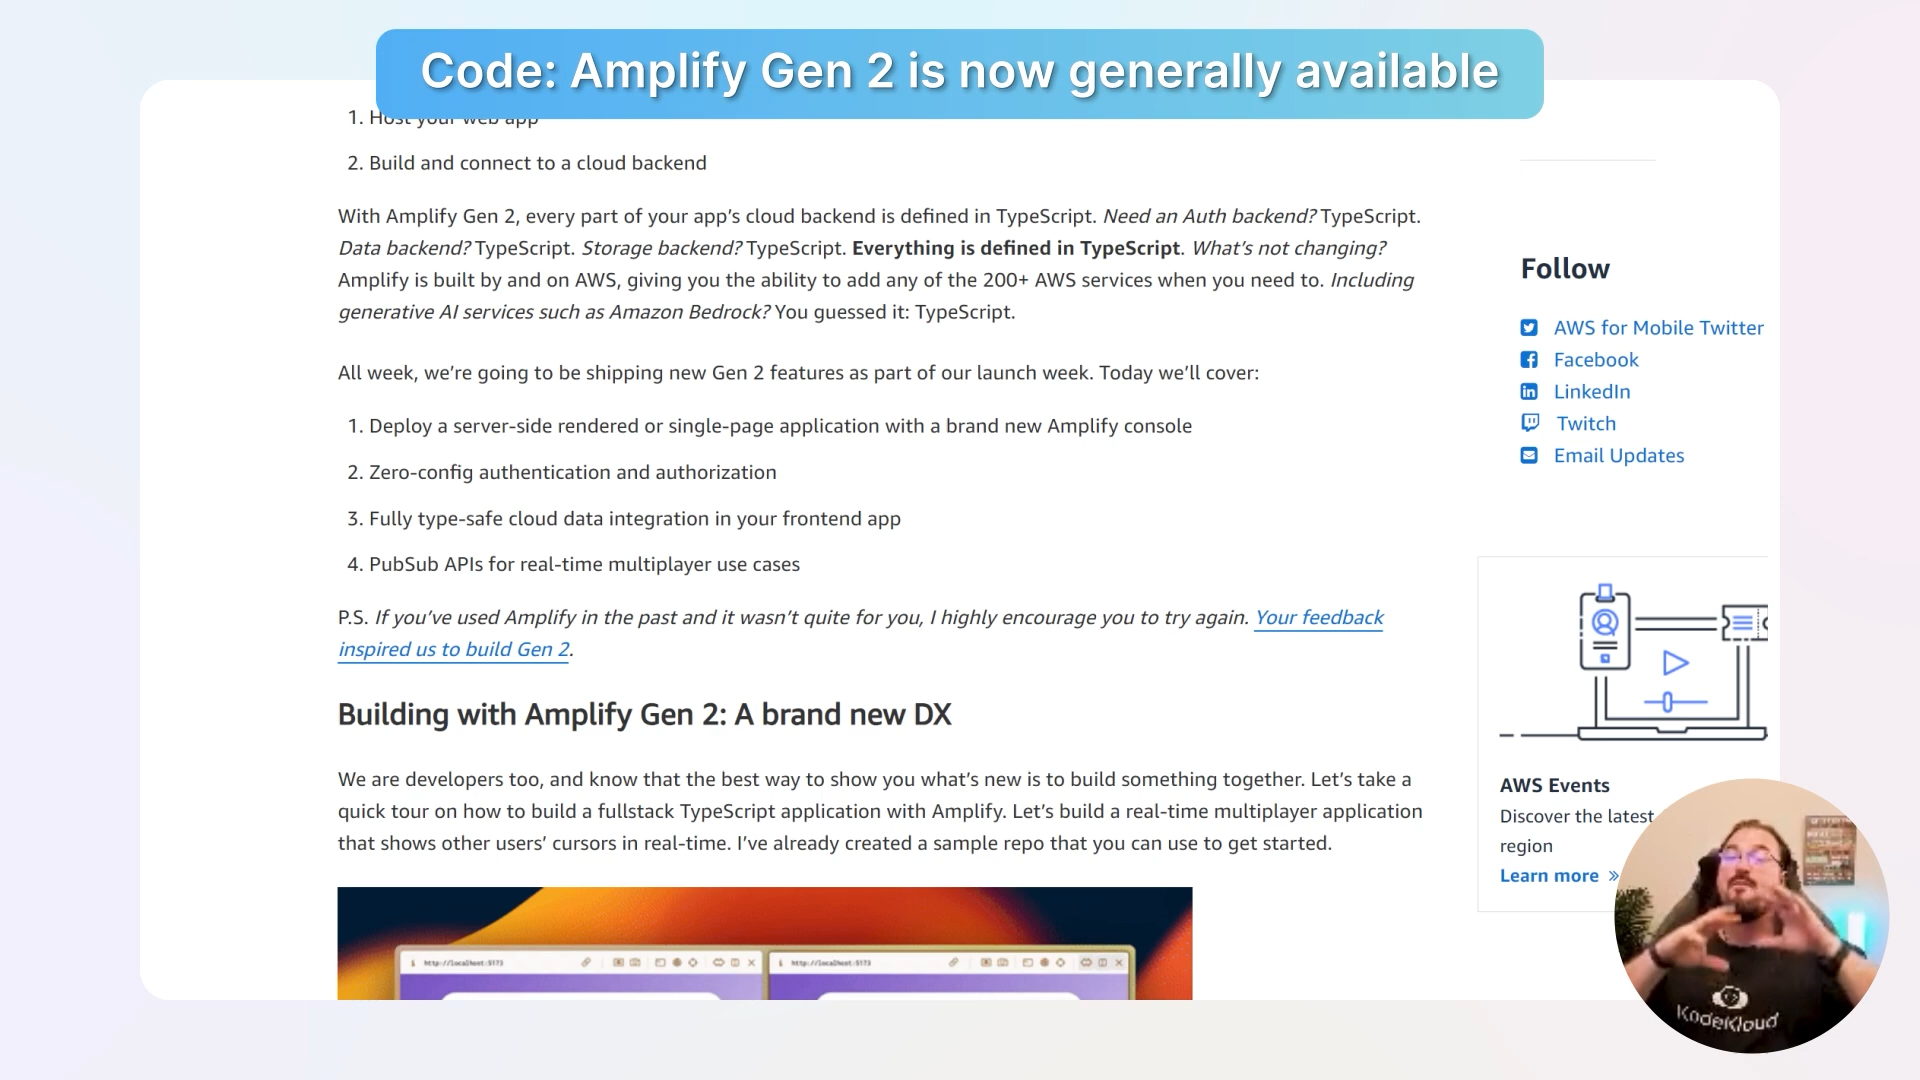 Code: Amplify Gen 2 is now generally available
1. Host your web app
2. Build and connect to a cloud backend
With Amplify Gen 2, every part of your app's cloud backend is defined in TypeScript. Need an Auth backend? TypeScript.
Data backend? TypeScript. Storage backend? TypeScript. Everything is defined in TypeScript. What's not changing?
Amplify is built by and on AWS, giving you the ability to add any of the 200+ AWS services when you need to. Including
generative AI services such as Amazon Bedrock? You guessed it: TypeScript.
All week, we're going to be shipping new Gen 2 features as part of our launch week. Today we'll cover:
1. Deploy a server-side rendered or single-page application with a brand new Amplify console
2. Zero-config authentication and authorization
3. Fully type-safe cloud data integration in your frontend app
4. PubSub APIs for real-time multiplayer use cases
P.S. If you've used Amplify in the past and it wasn't quite for you, I highly encourage you to try again. Your feedback
inspired us to build Gen 2.
Building with Amplify Gen 2: A brand new DX
We are developers too, and know that the best way to show you what's new is to build something together. Let's take a
quick tour on how to build a fullstack TypeScript application with Amplify. Let's build a real-time multiplayer application
that shows other users' cursors in real-time. I've already created a sample repo that you can use to get started.
http://localhost:5173
http://localhost:5173
Follow
AWS for Mobile Twitter
Facebook
LinkedIn
Twitch
Email Updates
AWS Events
Discover the latest
region
Learn more »
KodeKloud